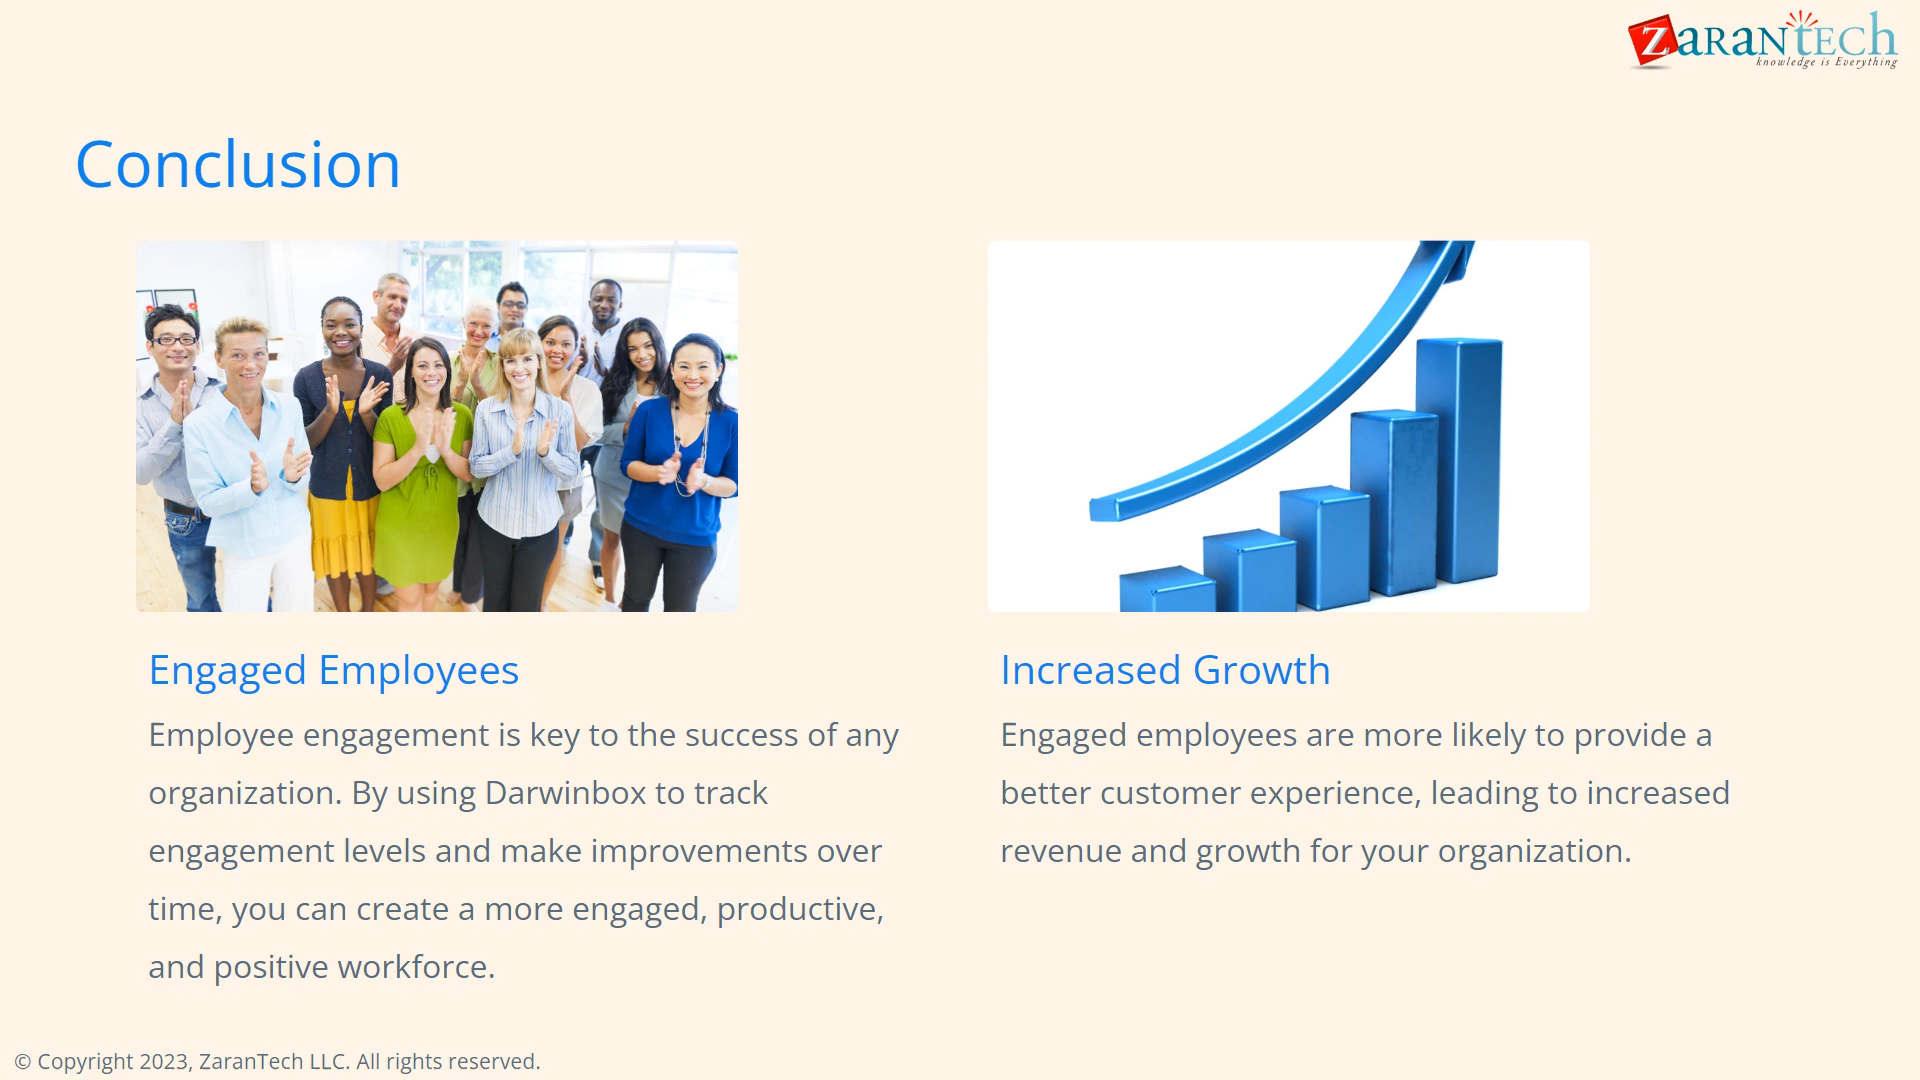 ZaranTech
knowledge is Everything
Conclusion
Engaged Employees
Employee engagement is key to the success of any
organization. By using Darwinbox to track
engagement levels and make improvements over
time, you can create a more engaged, productive,
and positive workforce.
Increased Growth
Engaged employees are more likely to provide a
better customer experience, leading to increased
revenue and growth for your organization.
© Copyright 2023, ZaranTech LLC. All rights reserved.